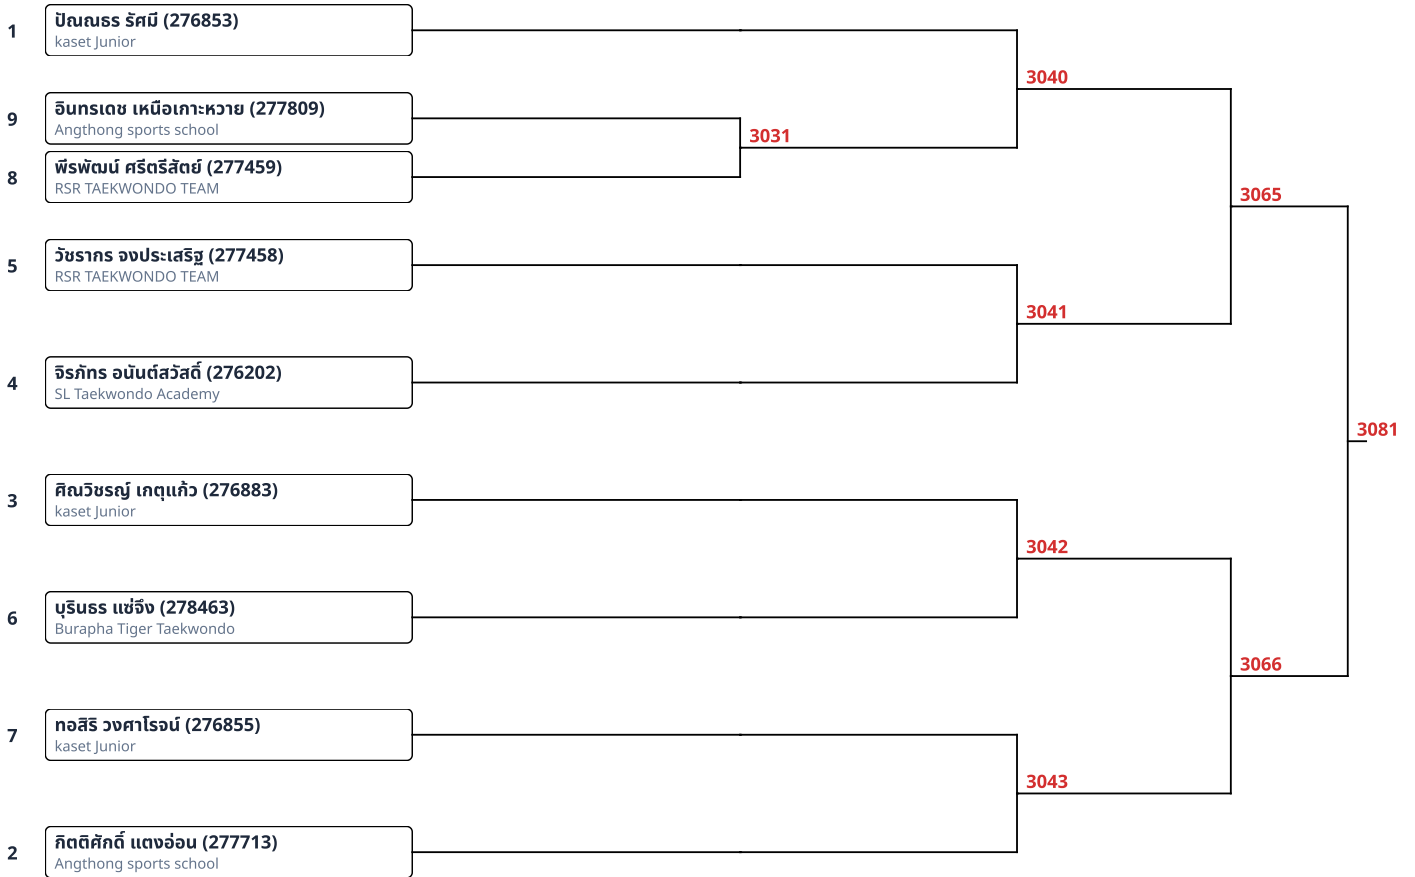 1
ปัณณธร รัศมี (276853)
kaset Junior
3040
9
อินทรเดช เหนือเกาะหวาย (277809)
Angthong sports school
3031
8
พีรพัฒน์ ศรีตรีสัตย์ (277459)
RSR TAEKWONDO TEAM
3065
5
วัชรากร จงประเสริฐ (277458)
RSR TAEKWONDO TEAM
3041
4
จิรภัทร อนันต์สวัสดิ์ (276202)
SL Taekwondo Academy
3081
3
ศิณวิชรญ์ เกตุแก้ว (276883)
kaset Junior
3042
6
บุรินธร แซ่จึง (278463)
Burapha Tiger Taekwondo
3066
7
ทอสิริ วงศาโรจน์ (276855)
kaset Junior
3043
2
กิตติศักดิ์ แตงอ่อน (277713)
Angthong sports school